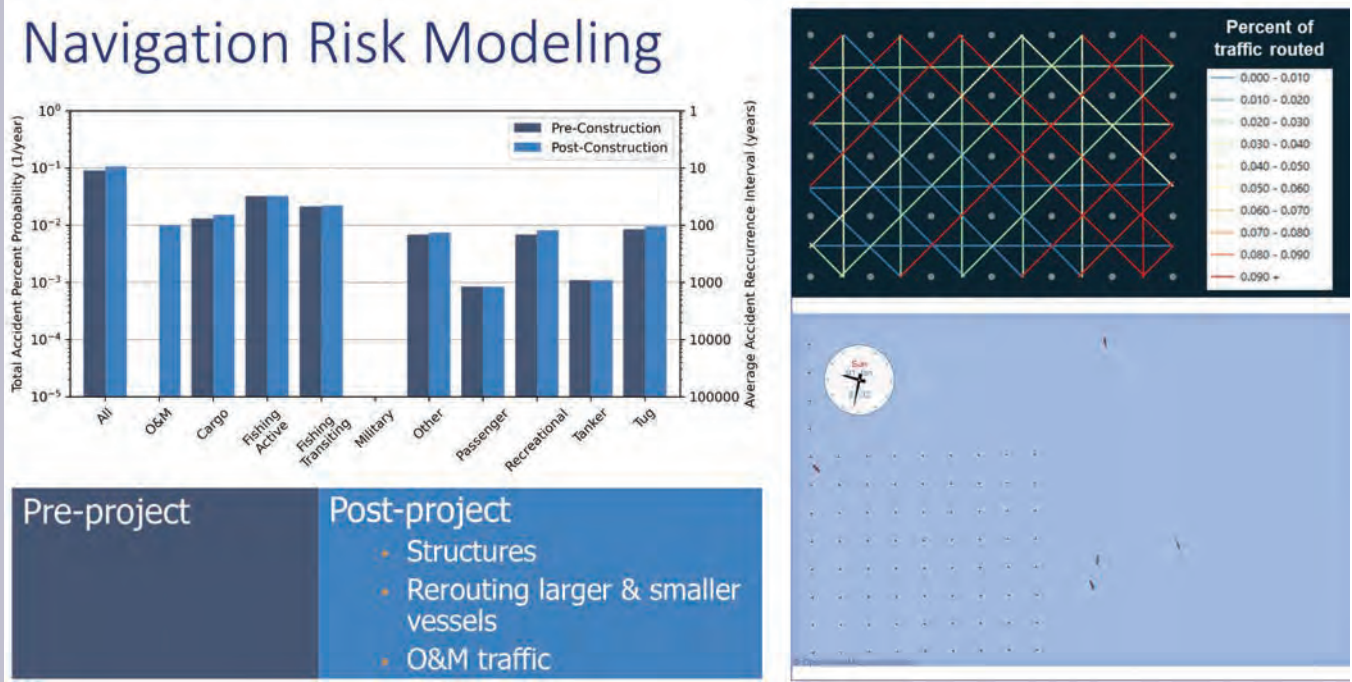 Navigation Risk Modeling
Total Accident Percent Probability (1/year)
10⁰
10⁻¹
10⁻²
10⁻³
10⁻⁴
10⁻⁵
Pre-Construction
Post-Construction
1
10
100
1000
10000
100000
Average Accident Reccurrence Interval (years)
All
O&M
Cargo
Fishing
Active
Fishing
Transiting
Military
Other
Passenger
Recreational
Tanker
Tug
Pre-project
Post-project
• Structures
• Rerouting larger & smaller
vessels
• O&M traffic
Percent of
traffic routed
0.000 - 0.010
0.010 - 0.020
0.020 - 0.030
0.030 - 0.040
0.040 - 0.050
0.050 - 0.060
0.060 - 0.070
0.070 - 0.080
0.080 - 0.090
0.090 +
Sun